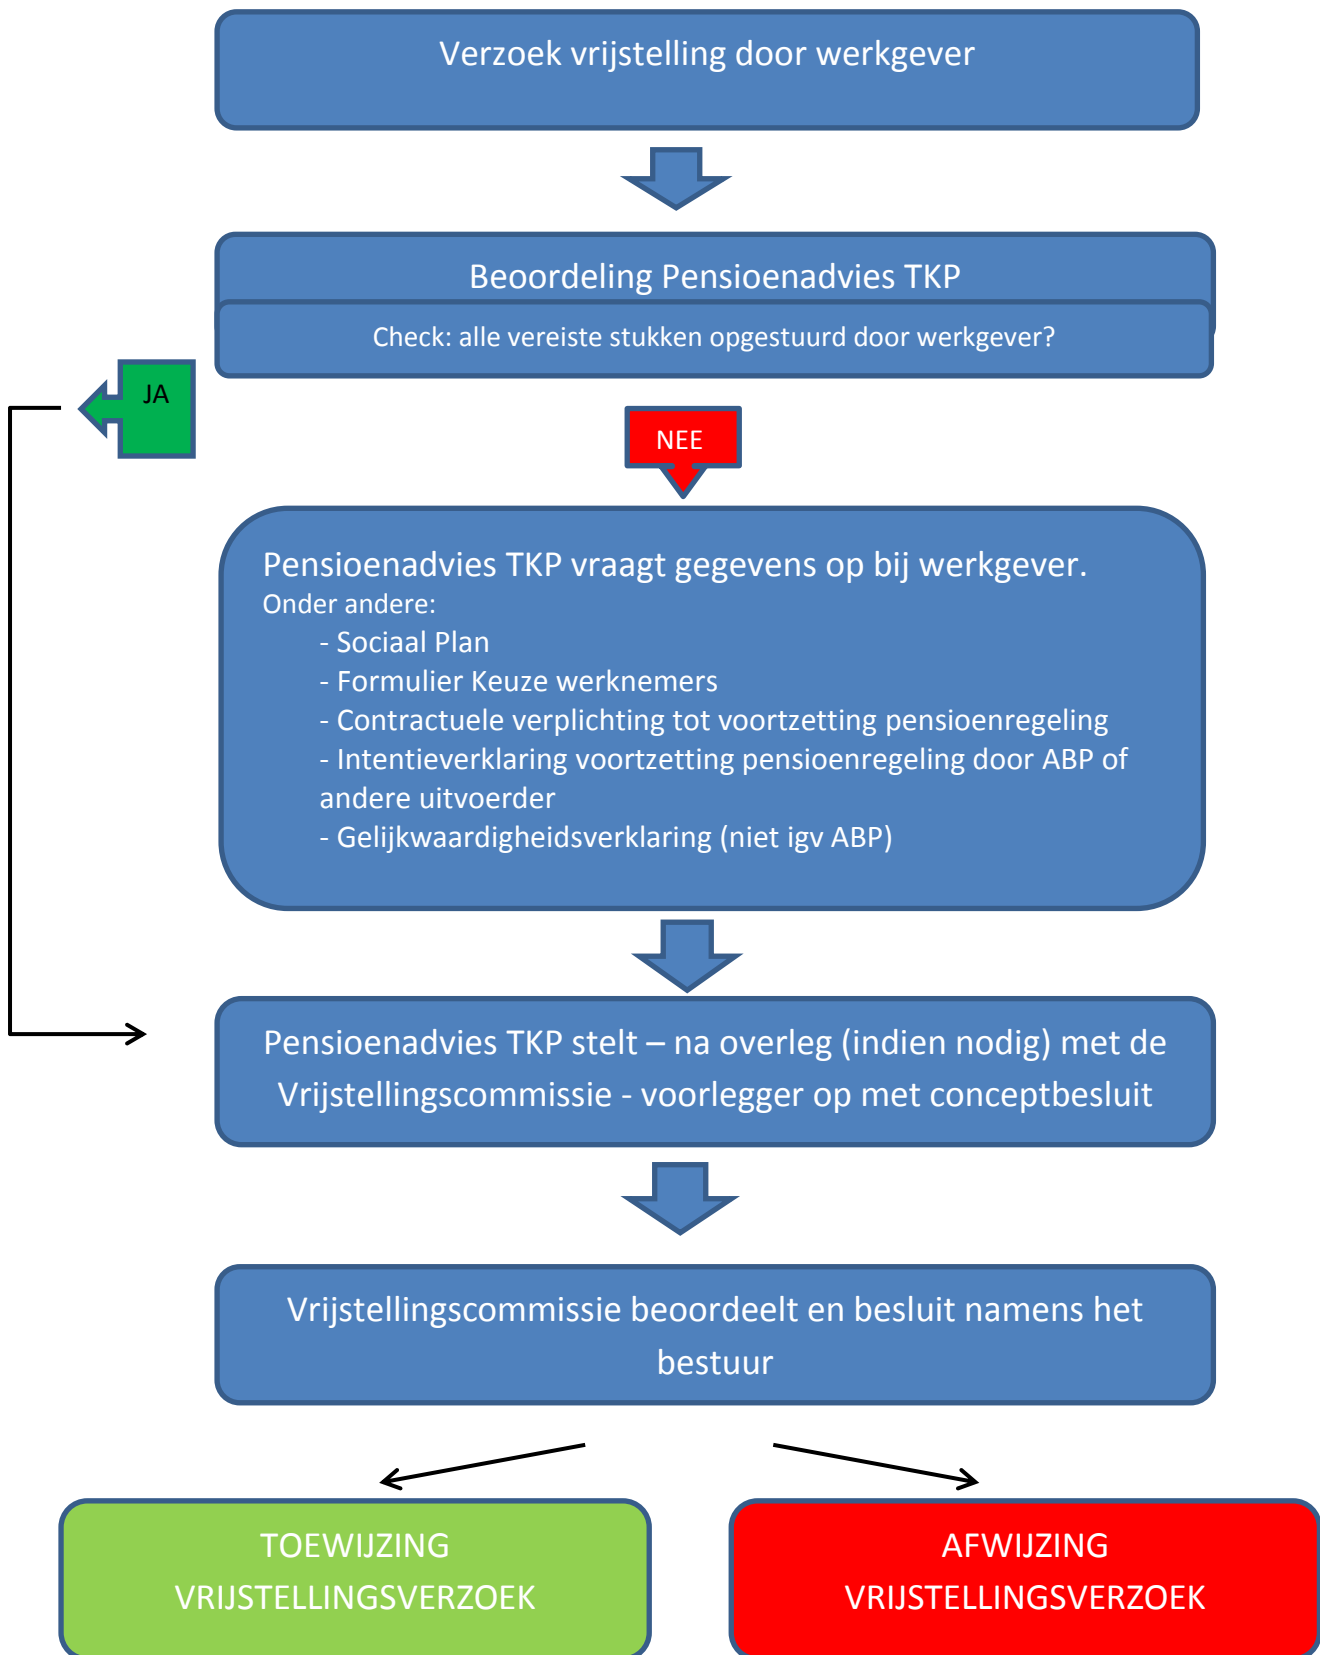 Verzoek vrijstelling door werkgever
Beoordeling Pensioenadvies TKP
Check: alle vereiste stukken opgestuurd door werkgever?
JA
NEE
Pensioenadvies TKP vraagt gegevens op bij werkgever.
Onder andere:
- Sociaal Plan
- Formulier Keuze werknemers
- Contractuele verplichting tot voortzetting pensioenregeling
- Intentieverklaring voortzetting pensioenregeling door ABP of
andere uitvoerder
- Gelijkwaardigheidsverklaring (niet igv ABP)
Pensioenadvies TKP stelt – na overleg (indien nodig) met de
Vrijstellingscommissie - voorlegger op met conceptbesluit
Vrijstellingscommissie beoordeelt en besluit namens het
bestuur
TOEWIJZING
VRIJSTELLINGSVERZOEK
AFWIJZING
VRIJSTELLINGSVERZOEK